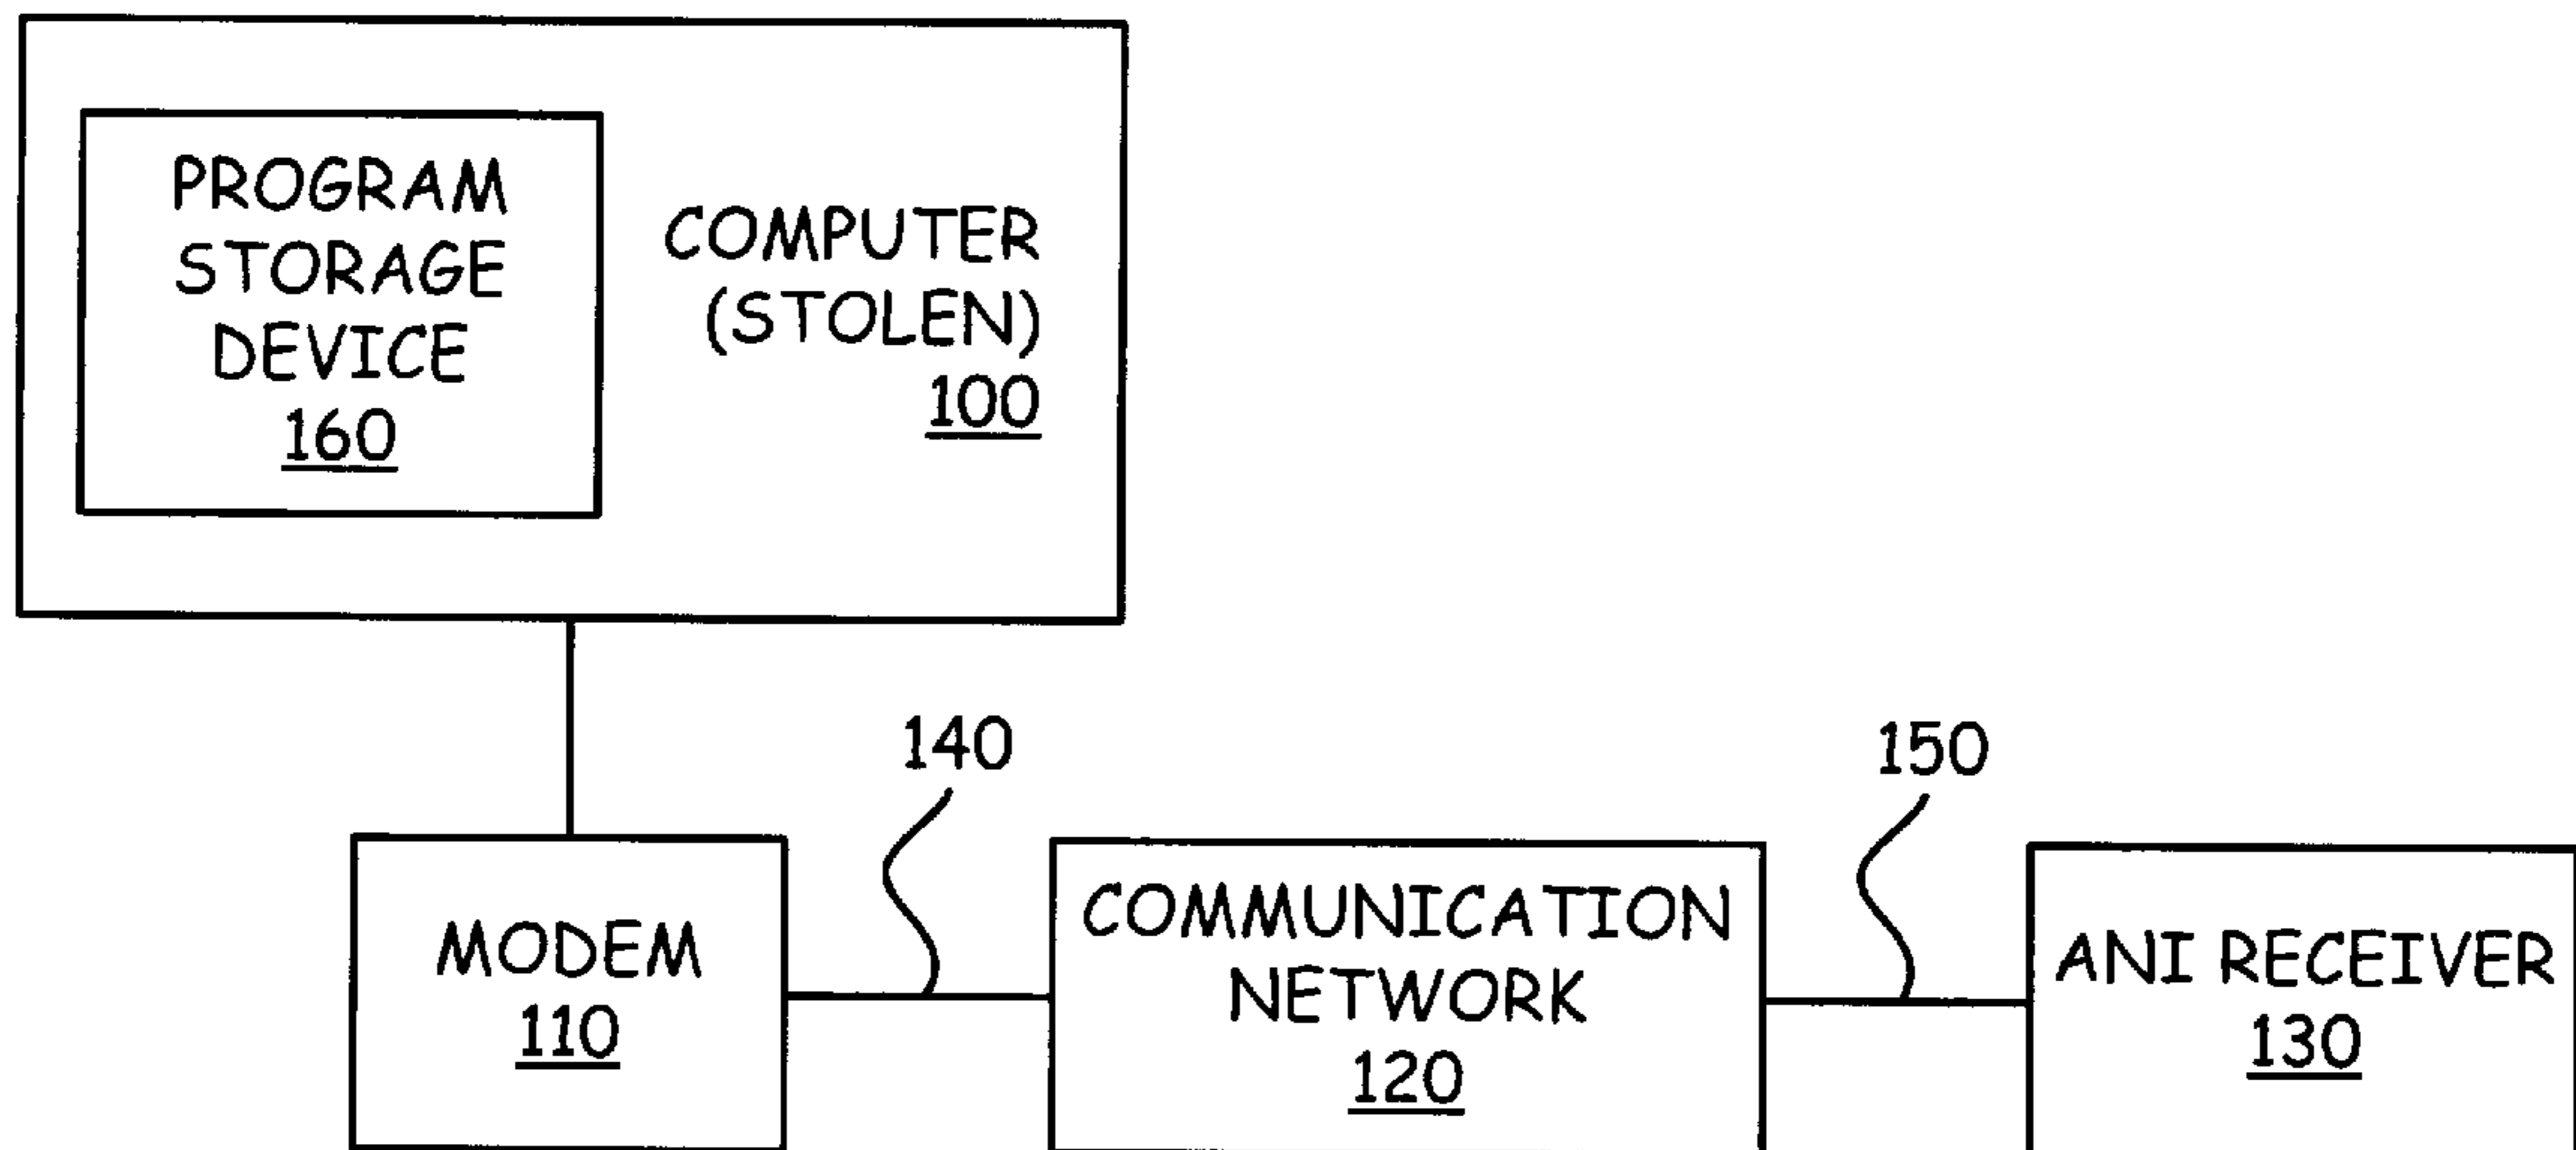 PROGRAM
STORAGE
DEVICE
160
COMPUTER
(STOLEN)
100
140
150
MODEM
110
COMMUNICATION
NETWORK
120
ANI RECEIVER
130